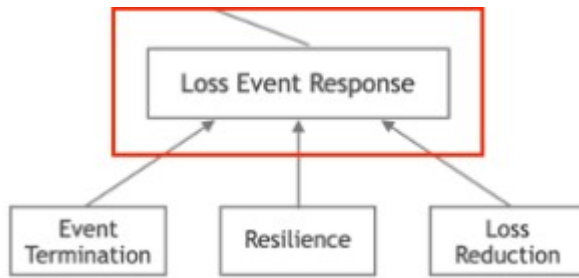 Loss Event Response
Event
Termination
Resilience
Loss
Reduction